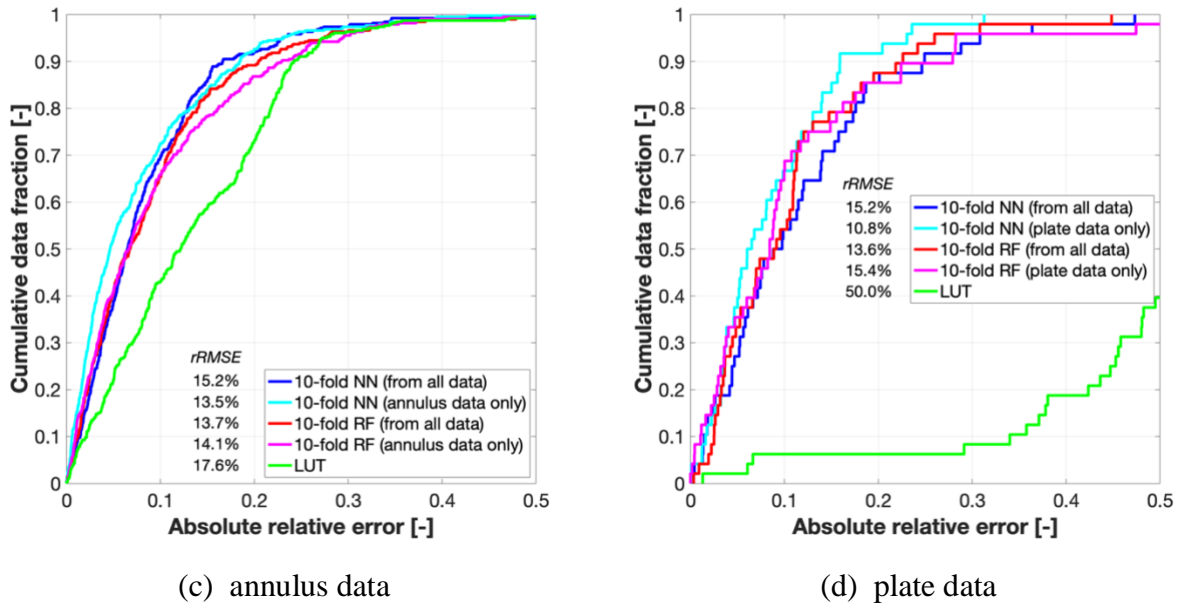 1
0.9
0.8
0.7
0.6
0.5
0.4
0.3
0.2
0.1
0
Cumulative data fraction [-]
rRMSE
15.2% 10-fold NN (from all data)
13.5% 10-fold NN (annulus data only)
13.7% 10-fold RF (from all data)
14.1% 10-fold RF (annulus data only)
17.6% LUT
0 0.1 0.2 0.3 0.4 0.5
Absolute relative error [-]
(c) annulus data
1
0.9
0.8
0.7
0.6
0.5
0.4
0.3
0.2
0.1
0
Cumulative data fraction [-]
rRMSE
15.2% 10-fold NN (from all data)
10.8% 10-fold NN (plate data only)
13.6% 10-fold RF (from all data)
15.4% 10-fold RF (plate data only)
50.0% LUT
0 0.1 0.2 0.3 0.4 0.5
Absolute relative error [-]
(d) plate data